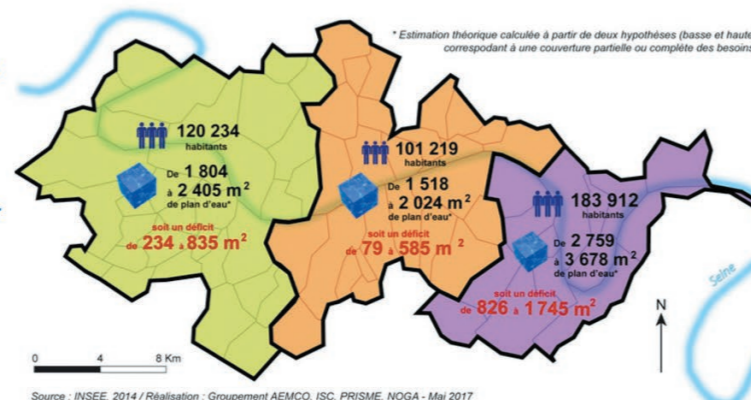 * Estimation théorique calculée à partir de deux hypothèses (basse et haute
correspodant à une couverture partielle ou complète des besoins
120 234
habitants
De 1 804
à 2 405 m²
de plan d'eau*
soit un déficit
de 234 à 835 m²
101 219
habitants
De 1 518
à 2 024 m²
de plan d'eau*
soit un déficit
de 79 à 585 m²
183 912
habitants
De 2 759
à 3 678 m²
de plan d'eau*
soit un déficit
de 826 à 1 745 m²
Seine
N
0 4 8 Km
Source : INSEE, 2014 / Réalisation : Groupement AEMCO, ISC, PRISME, NOGA - Mai 2017